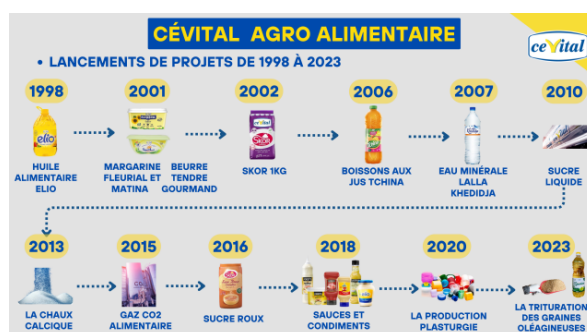 CÉVITAL AGRO ALIMENTAIRE
ceVital
• LANCEMENTS DE PROJETS DE 1998 À 2023
1998
2001
2002
2006
2007
2010
elio
ceVital
Skor
HUILE
ALIMENTAIRE
ELIO
MARGARINE
FLEURIAL ET
MATINA
BEURRE
TENDRE
GOURMAND
SKOR 1KG
BOISSONS AUX
JUS TCHINA
EAU MINÉRALE
LALLA
KHEDIDJA
SUCRE
LIQUIDE
2013
2015
2016
2018
2020
2023
CO2
LA CHAUX
CALCIQUE
GAZ CO2
ALIMENTAIRE
SUCRE ROUX
SAUCES ET
CONDIMENTS
LA PRODUCTION
PLASTURGIE
LA TRITURATION
DES GRAINES
OLÉAGINEUSES